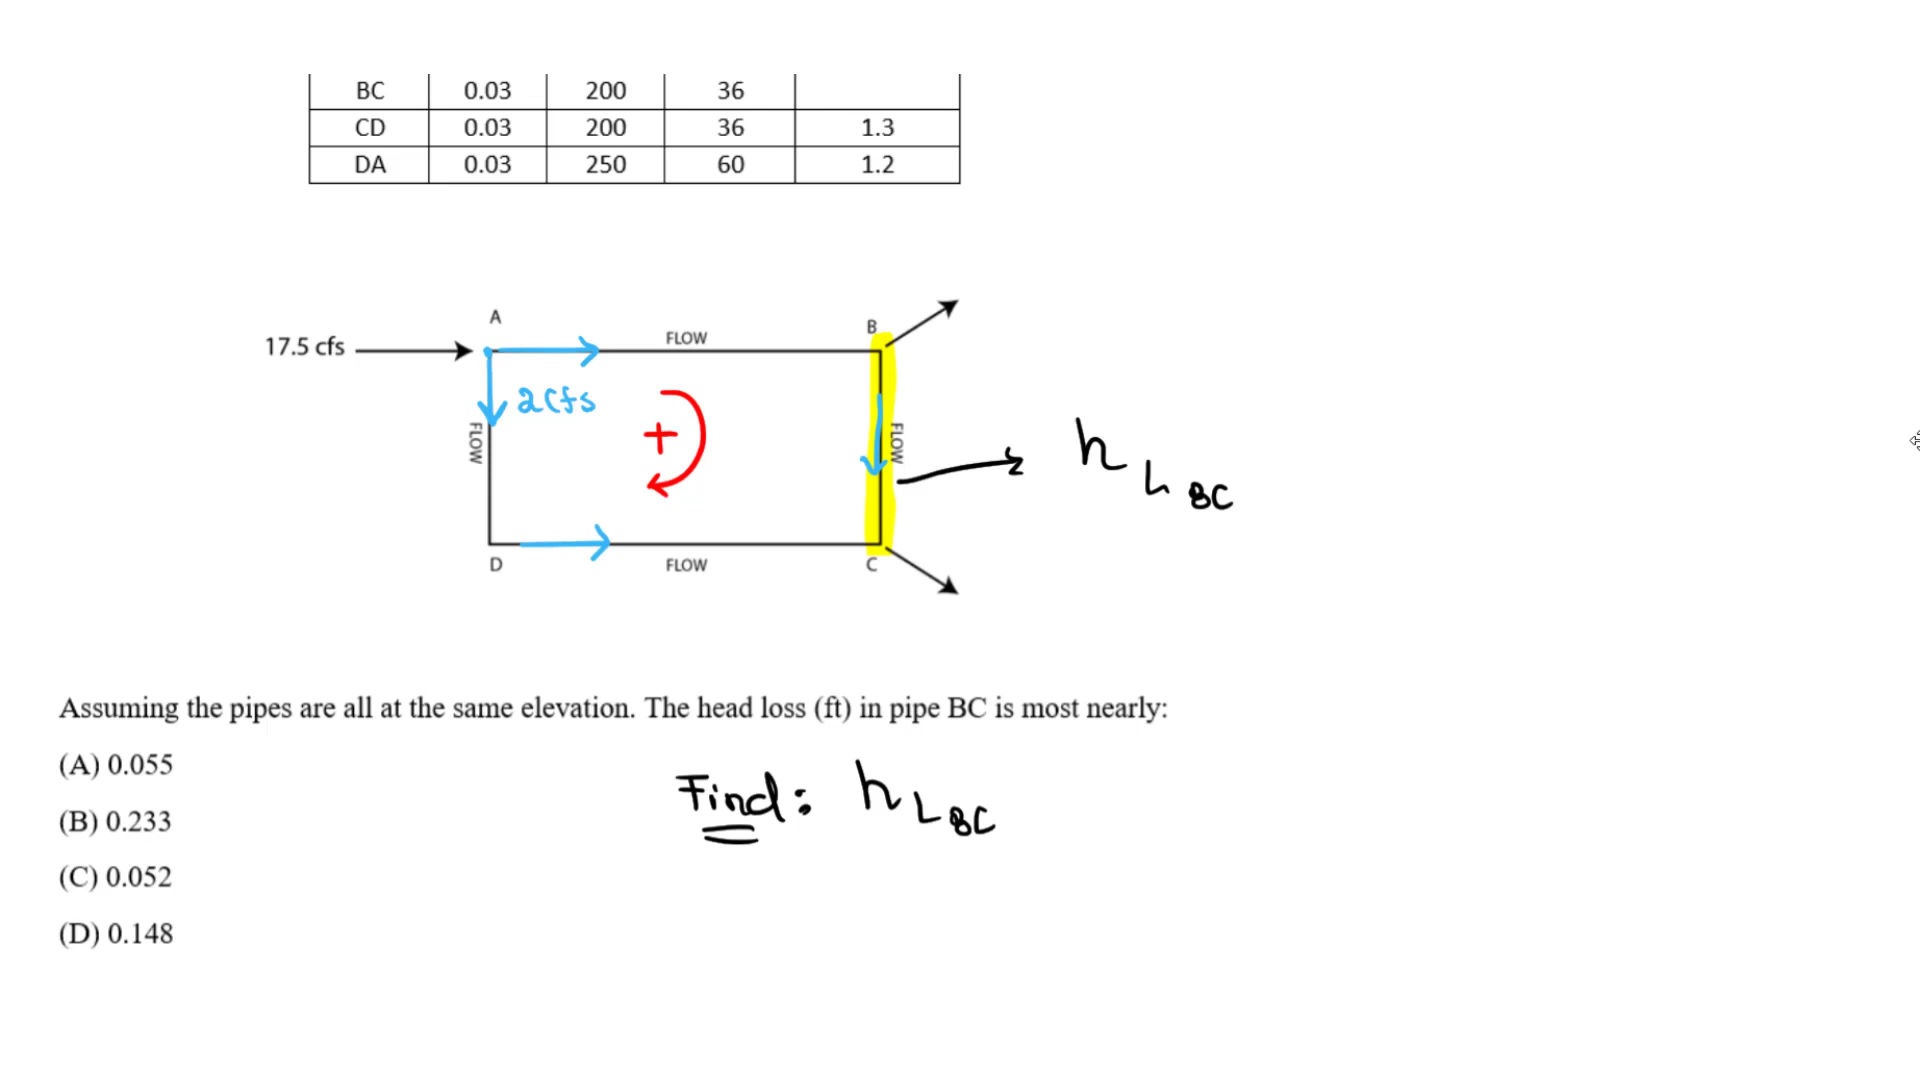 BC 0.03 200 36
CD 0.03 200 36 1.3
DA 0.03 250 60 1.2
A
B
17.5 cfs
FLOW
2cfs
FLOW
+
FLOW
h L BC
D
FLOW
C
Assuming the pipes are all at the same elevation. The head loss (ft) in pipe BC is most nearly:
(A) 0.055
Find: h L BC
(B) 0.233
(C) 0.052
(D) 0.148